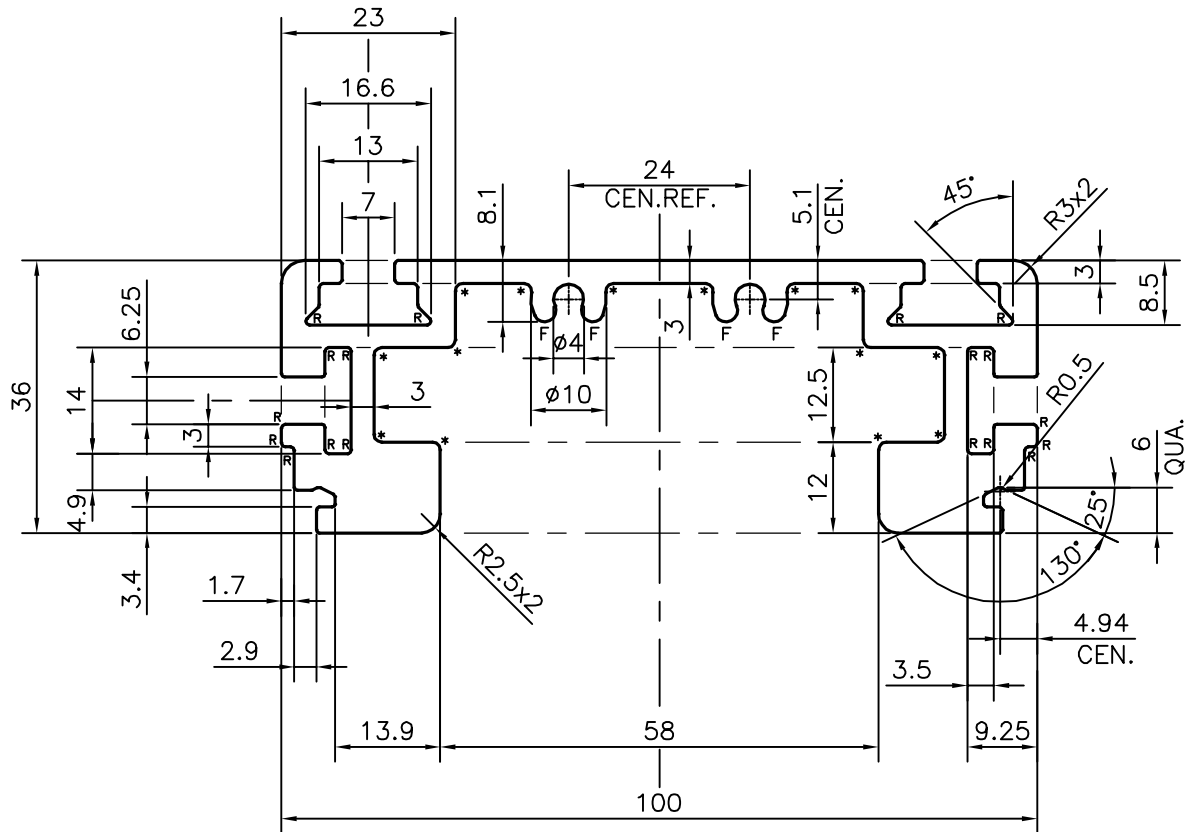 23
16.6
13
7
24
CEN.REF.
8.1
5.1
CEN.
45°
R3x2
3
8.5
36
6.25
14
3
4.9
3.4
R R
* *
* *
* *
F F
F F
3
ø4
ø10
*
*
*
*
R R
R R
3
12.5
12
R0.5
6
QUA.
R
R
R
R R
R R
R R
R
R
R
25°
130°
R2.5x2
1.7
2.9
4.94
CEN.
3.5
13.9
58
9.25
100